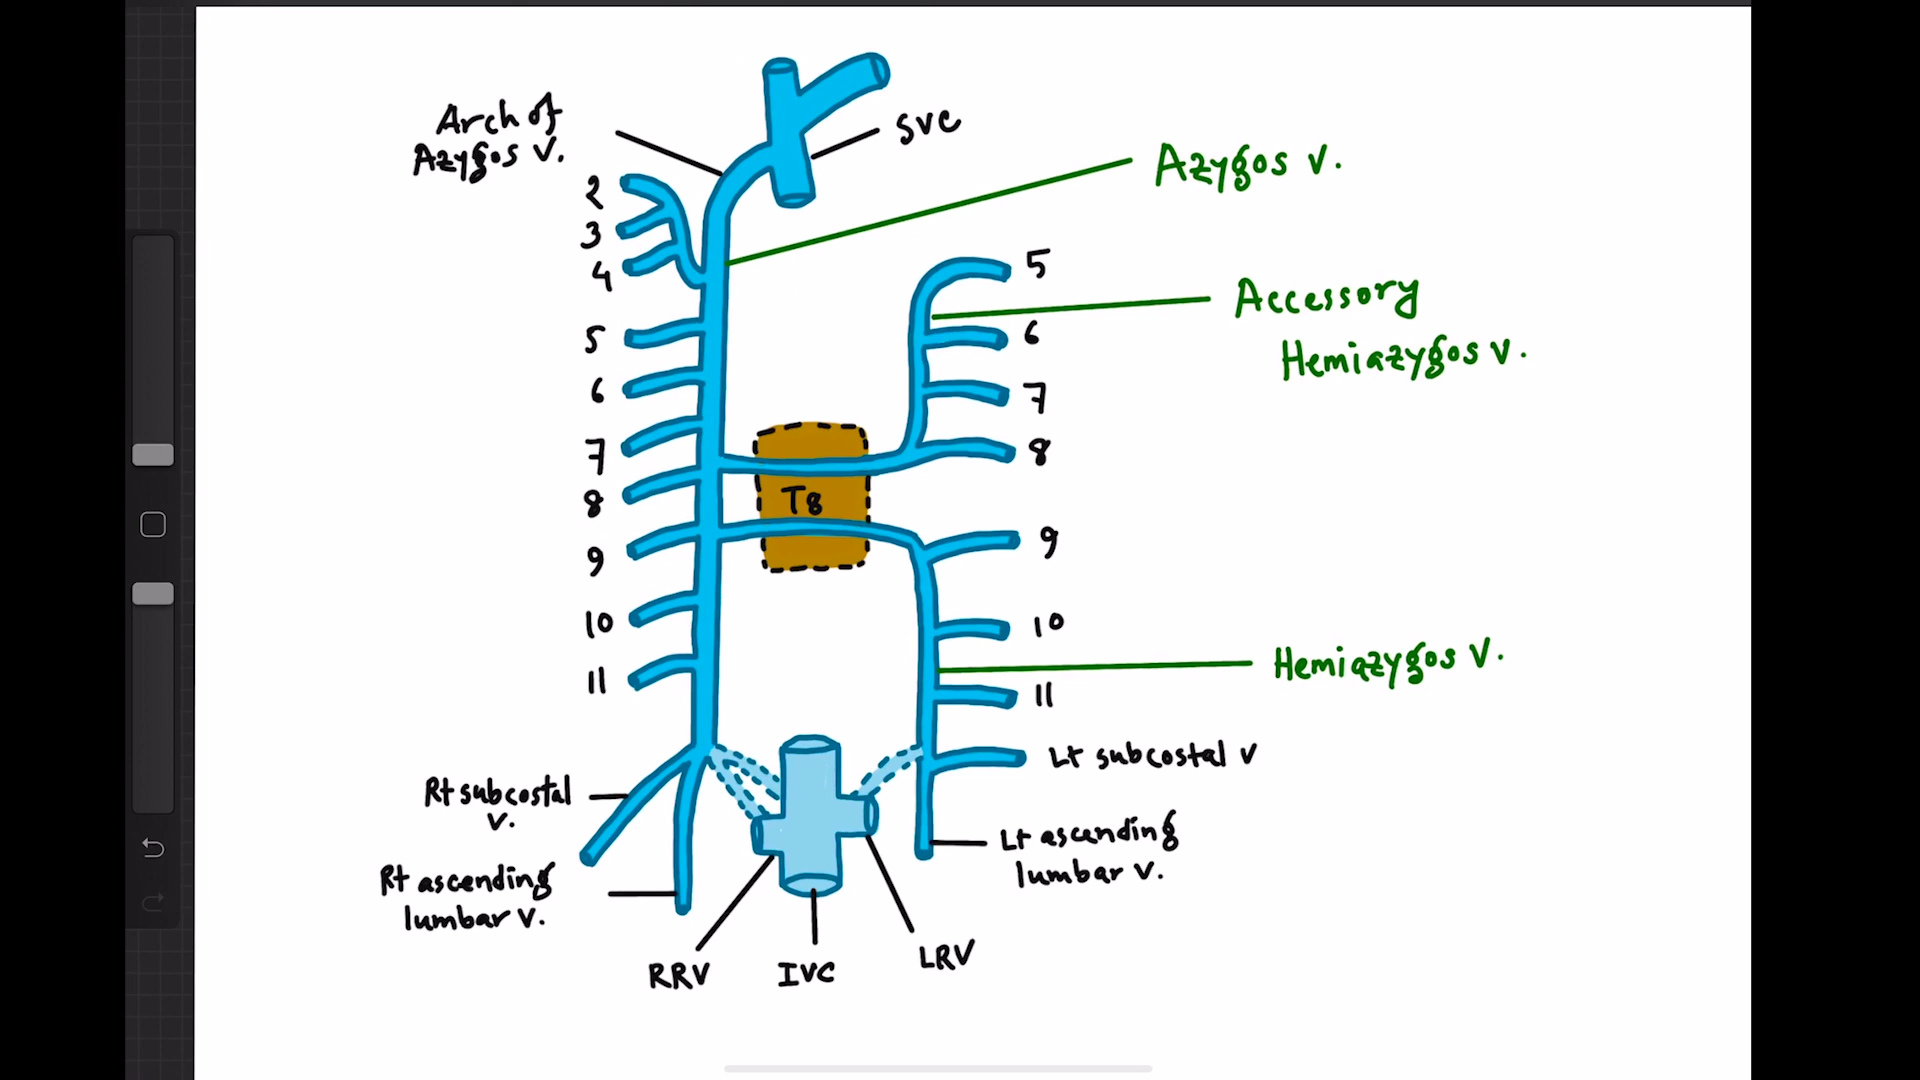 Arch of
Azygos V.
SVC
Azygos v.
2
3
4
5
6
7
8
9
10
11
5
Accessory
Hemiazygos v.
6
7
8
T8
9
10
Hemiazygos V.
11
Lt subcostal v
Rt subcostal
v.
Lt ascending
lumbar v.
Rt ascending
lumbar v.
RRV
IVC
LRV